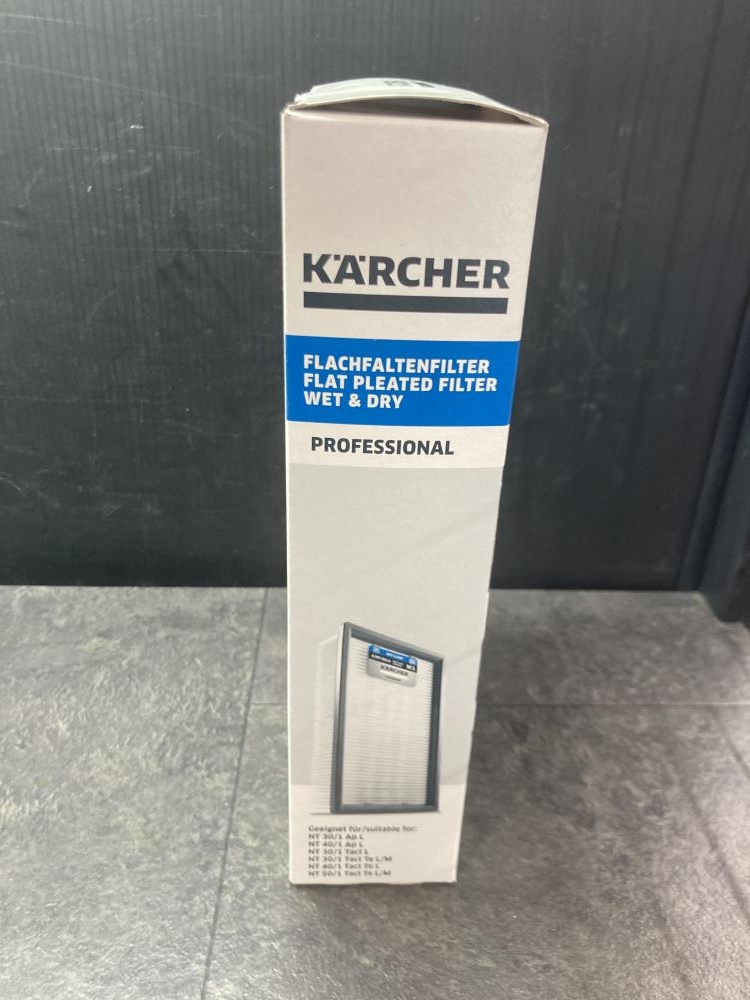 KÄRCHER
FLACHFALTENFILTER
FLAT PLEATED FILTER
WET & DRY
PROFESSIONAL
KÄRCHER
Geeignet für/suitable for:
NT 30/1 Ap L
NT 40/1 Ap L
NT 30/1 Tact L
NT 30/1 Tact Te L/M
NT 40/1 Tact Te L
NT 50/1 Tact Te L/M